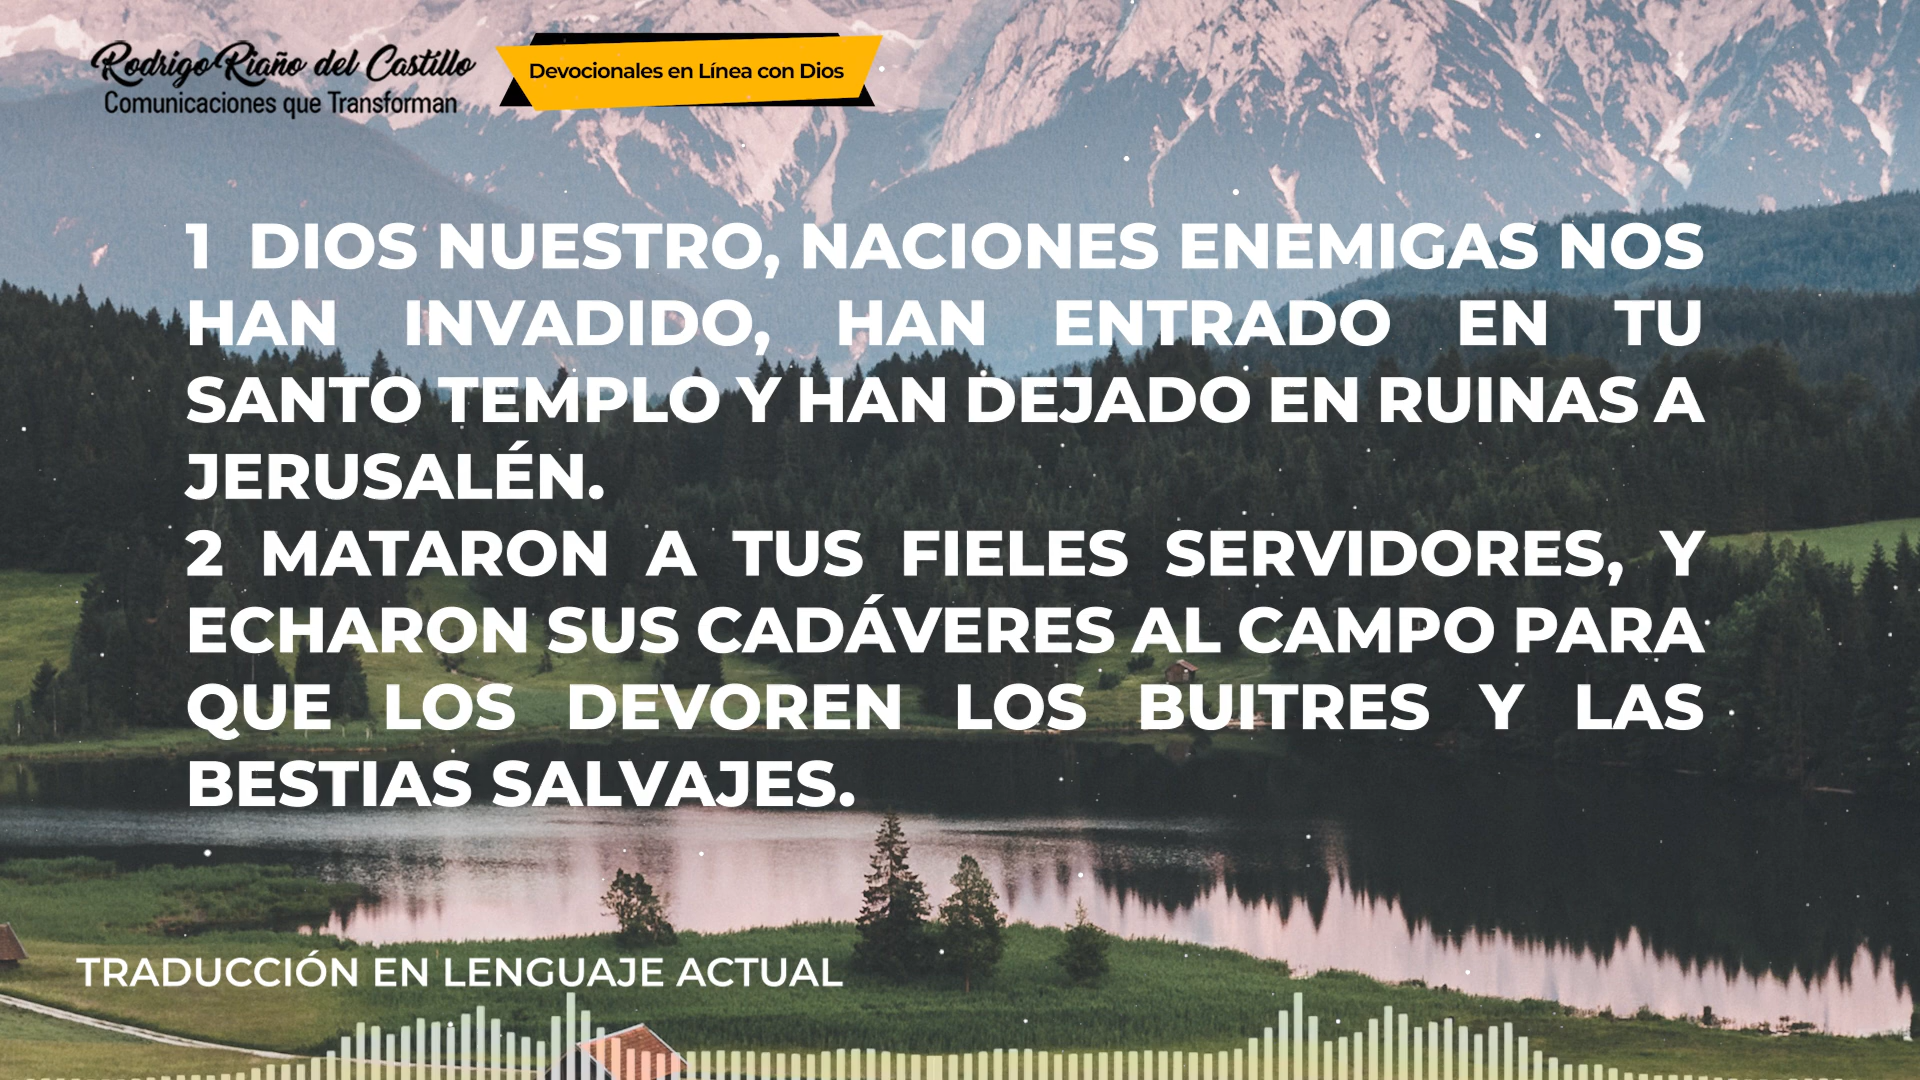 Rodrigo Riaño del Castillo
Comunicaciones que Transforman
Devocionales en Línea con Dios
1 DIOS NUESTRO, NACIONES ENEMIGAS NOS
HAN INVADIDO, HAN ENTRADO EN TU
SANTO TEMPLO Y HAN DEJADO EN RUINAS A
JERUSALÉN.
2 MATARON A TUS FIELES SERVIDORES, Y
ECHARON SUS CADÁVERES AL CAMPO PARA
QUE LOS DEVOREN LOS BUITRES Y LAS
BESTIAS SALVAJES.
TRADUCCIÓN EN LENGUAJE ACTUAL